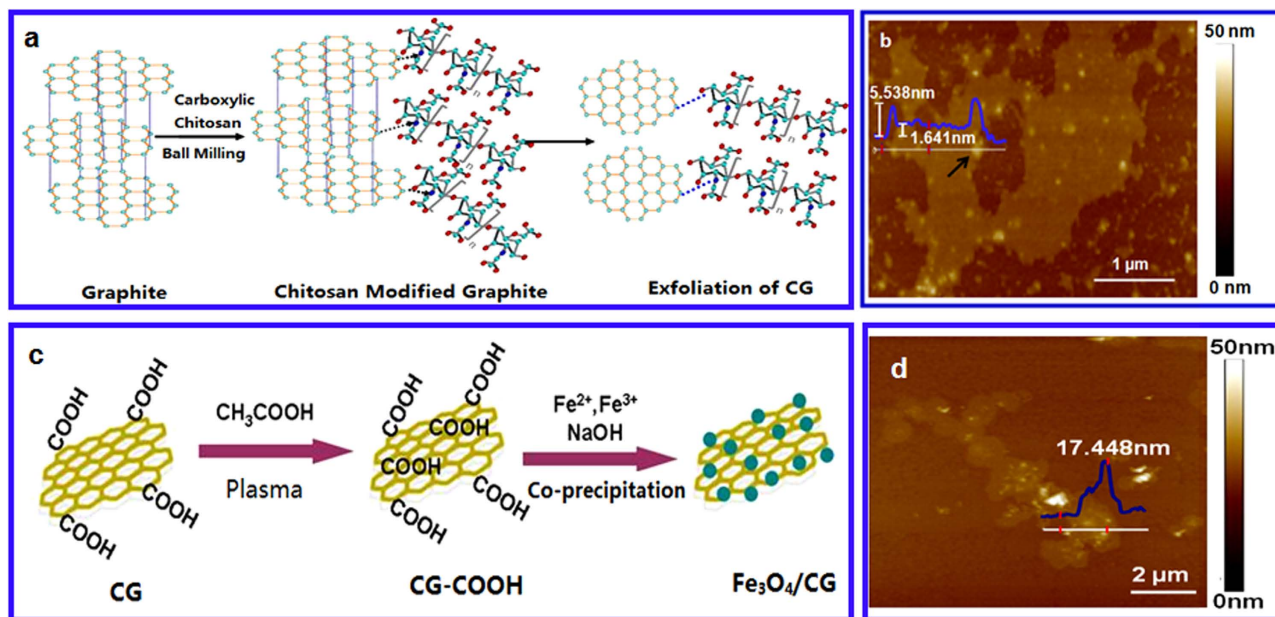 a
Carboxylic
Chitosan
Ball Milling
n
n
n
n
n
Graphite
Chitosan Modified Graphite
Exfoliation of CG
b
50 nm
5.538nm
1.641nm
1 µm
0 nm
c
COOH
COOH
COOH
COOH
CG
CH₃COOH
Plasma
COOH
COOH
COOH
COOH
COOH
COOH
CG-COOH
Fe²⁺,Fe³⁺
NaOH
Co-precipitation
Fe₃O₄/CG
d
50nm
17.448nm
2 µm
0nm